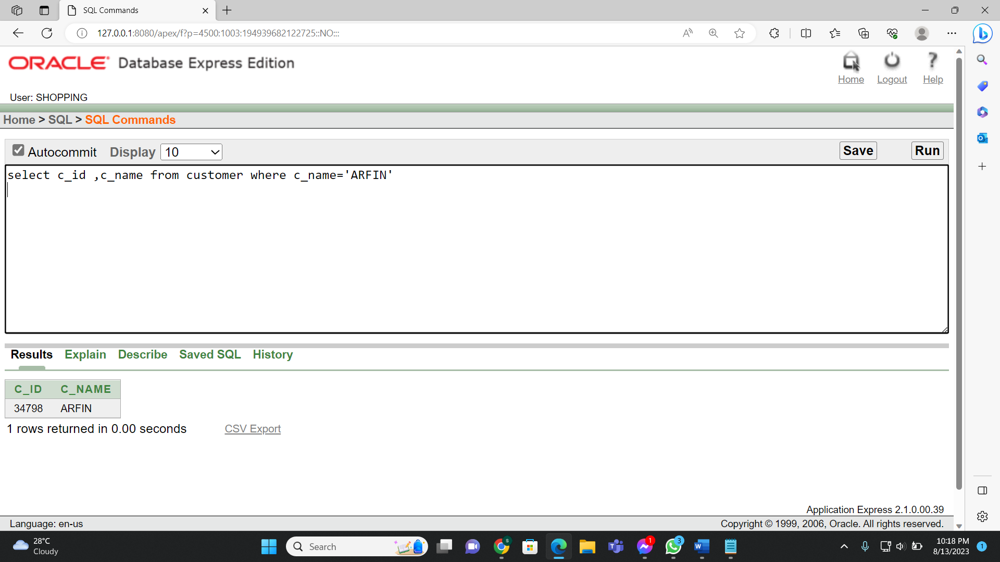 SQL Commands
127.0.0.1:8080/apex/f?p=4500:1003:194939682122725::NO:::
ORACLE Database Express Edition
Home Logout Help
User: SHOPPING
Home > SQL > SQL Commands
Autocommit Display 10 Save Run
select c_id ,c_name from customer where c_name='ARFIN'
Results Explain Describe Saved SQL History
C_ID C_NAME
34798 ARFIN
1 rows returned in 0.00 seconds CSV Export
Application Express 2.1.0.00.39
Language: en-us Copyright © 1999, 2006, Oracle. All rights reserved.
28°C
Cloudy
Search
1
3
10:18 PM
8/13/2023
1